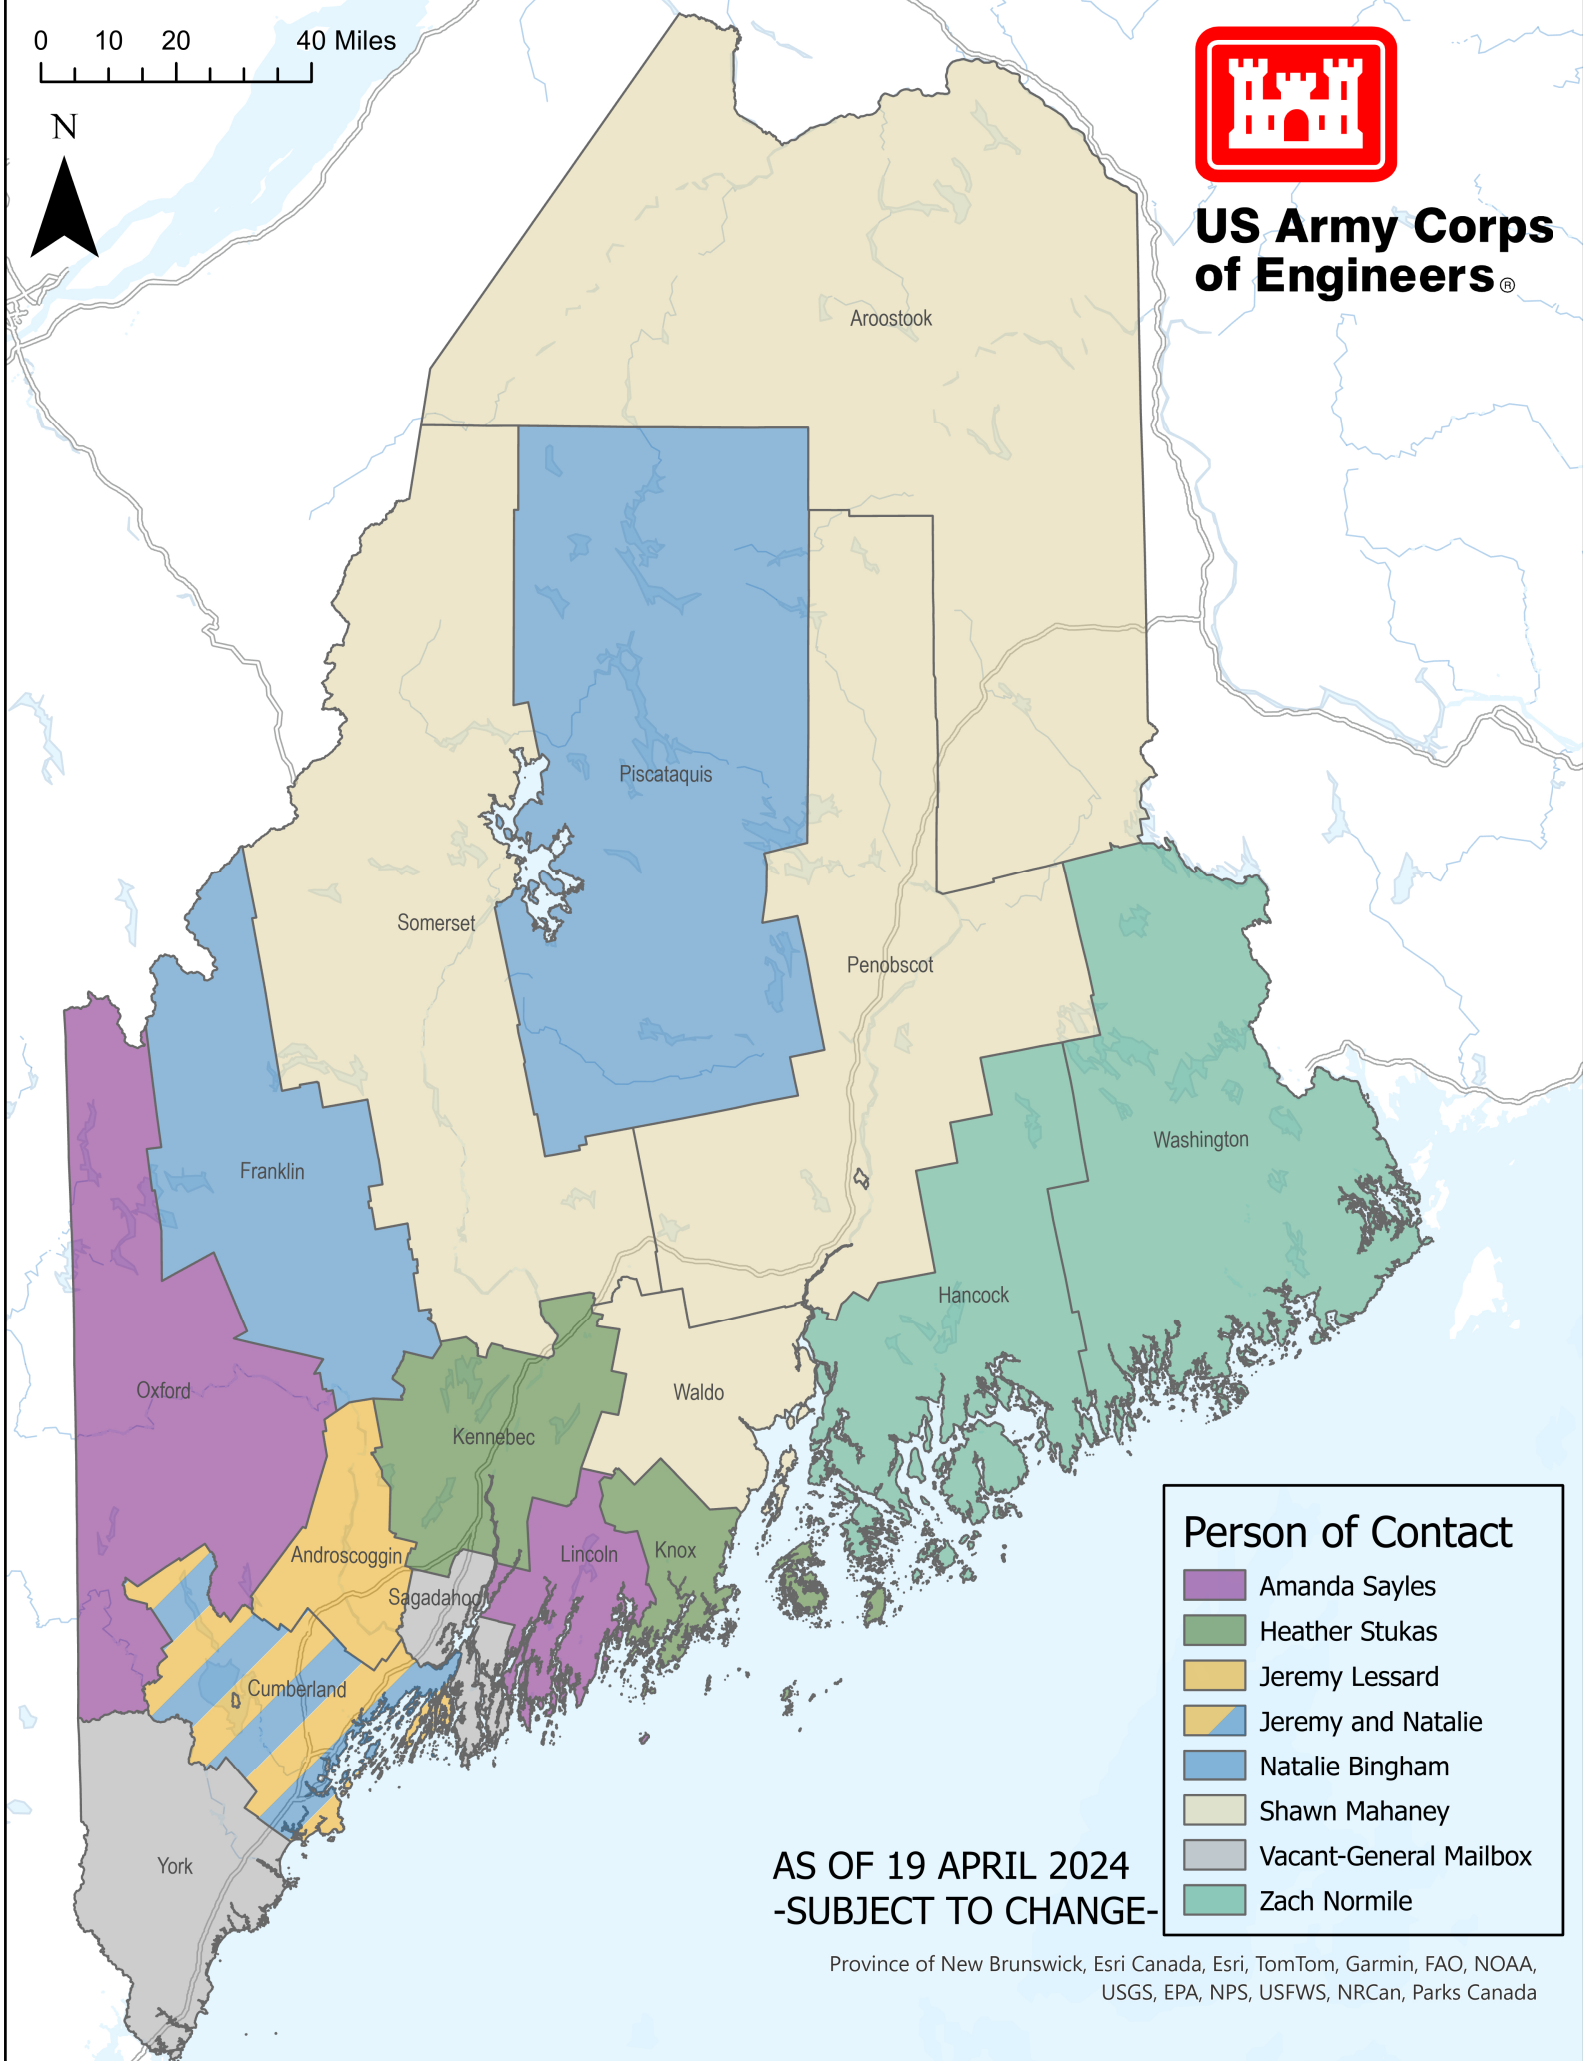 0 10 20 40 Miles
N
US Army Corps
of Engineers®
Aroostook
Piscataquis
Somerset
Penobscot
Washington
Franklin
Hancock
Oxford
Waldo
Kennebec
Androscoggin
Lincoln
Knox
Sagadahoc
Cumberland
York
Person of Contact
Amanda Sayles
Heather Stukas
Jeremy Lessard
Jeremy and Natalie
Natalie Bingham
Shawn Mahaney
Vacant-General Mailbox
Zach Normile
AS OF 19 APRIL 2024
-SUBJECT TO CHANGE-
Province of New Brunswick, Esri Canada, Esri, TomTom, Garmin, FAO, NOAA,
USGS, EPA, NPS, USFWS, NRCan, Parks Canada